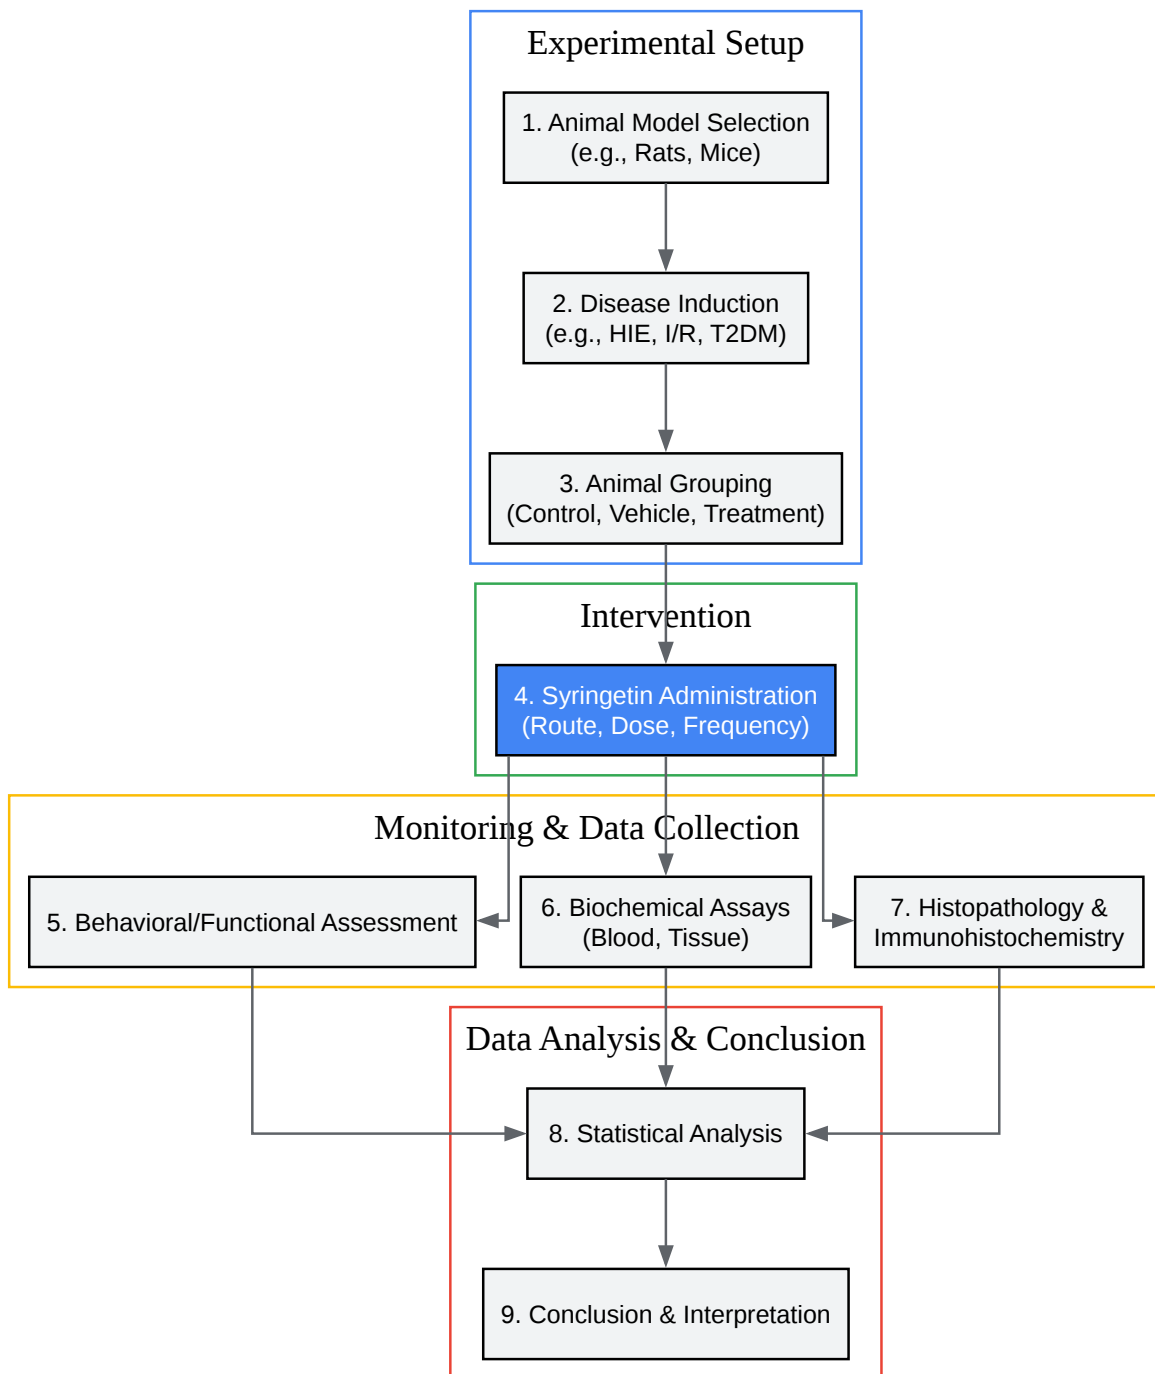 Experimental Setup
1. Animal Model Selection
(e.g., Rats, Mice)
2. Disease Induction
(e.g., HIE, I/R, T2DM)
3. Animal Grouping
(Control, Vehicle, Treatment)
Intervention
4. Syringetin Administration
(Route, Dose, Frequency)
Monitoring & Data Collection
5. Behavioral/Functional Assessment
6. Biochemical Assays
(Blood, Tissue)
7. Histopathology &
Immunohistochemistry
Data Analysis & Conclusion
8. Statistical Analysis
9. Conclusion & Interpretation